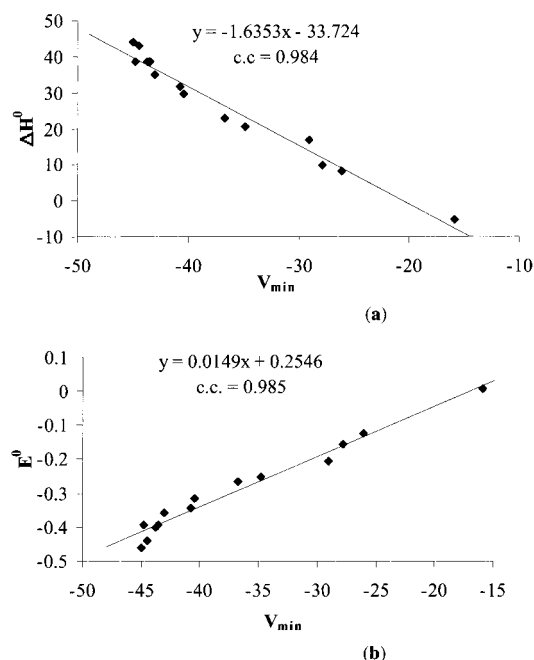 50
y = -1.6353x - 33.724
40
c.c = 0.984
30
20
10
0
-10
ΔH⁰
-50 -40 -30 -20 -10
Vmin
(a)
0.1
y = 0.0149x + 0.2546
0
c.c. = 0.985
-0.1
-0.2
-0.3
-0.4
-0.5
E⁰
-50 -45 -40 -35 -30 -25 -20 -15
Vmin
(b)